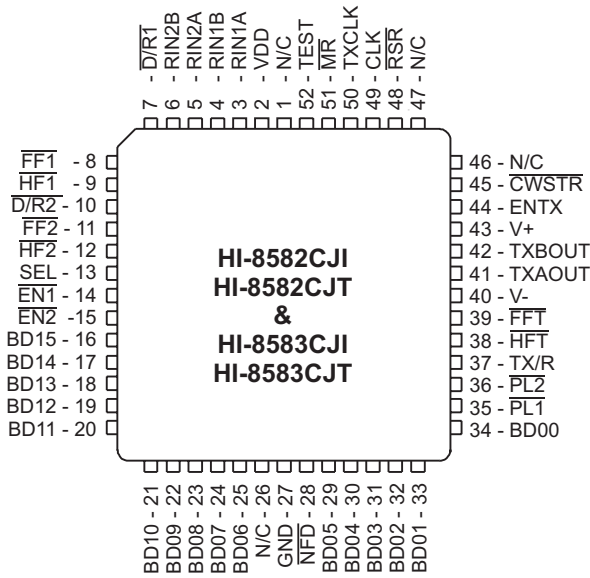 7 - D/R1
6 - RIN2B
5 - RIN2A
4 - RIN1B
3 - RIN1A
2 - VDD
1 - N/C
52 - TEST
51 - MR
50 - TXCLK
49 - CLK
48 - RSR
47 - N/C
FF1 - 8
HF1 - 9
D/R2 - 10
FF2 - 11
HF2 - 12
SEL - 13
EN1 - 14
EN2 -15
BD15 - 16
BD14 - 17
BD13 - 18
BD12 - 19
BD11 - 20
HI-8582CJI
HI-8582CJT
&
HI-8583CJI
HI-8583CJT
46 - N/C
45 - CWSTR
44 - ENTX
43 - V+
42 - TXBOUT
41 - TXAOUT
40 - V-
39 - FFT
38 - HFT
37 - TX/R
36 - PL2
35 - PL1
34 - BD00
BD10 - 21
BD09 - 22
BD08 - 23
BD07 - 24
BD06 - 25
N/C - 26
GND - 27
NFD - 28
BD05 - 29
BD04 - 30
BD03 - 31
BD02 - 32
BD01 - 33